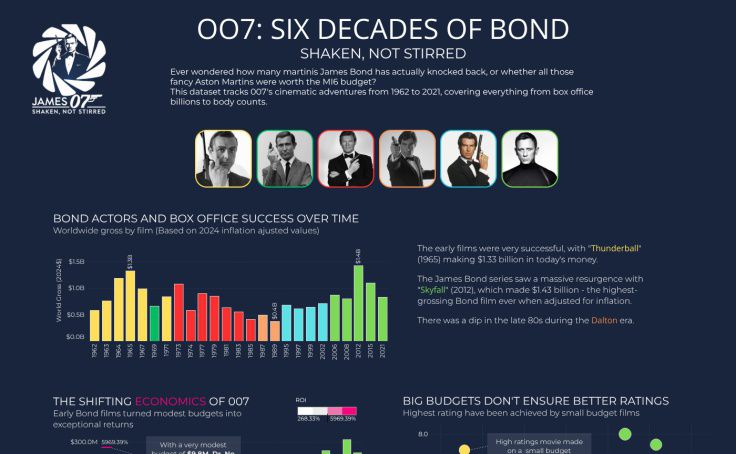 OO7: SIX DECADES OF BOND
SHAKEN, NOT STIRRED
Ever wondered how many martinis James Bond has actually knocked back, or whether all those
fancy Aston Martins were worth the MI6 budget?
This dataset tracks 007's cinematic adventures from 1962 to 2021, covering everything from box office
billions to body counts.
JAMES 007
SHAKEN, NOT STIRRED
BOND ACTORS AND BOX OFFICE SUCCESS OVER TIME
Worldwide gross by film (Based on 2024 inflation ajusted values)
World Gross (2024$)
$1.5B
$1.0B
$0.5B
$0.0B
$1.3B
$0.4B
$1.4B
1962 1963 1964 1965 1967 1969 1971 1973 1974 1977 1979 1981 1983 1985 1987 1989 1995 1997 1999 2002 2006 2008 2012 2015 2021
The early films were very successful, with "Thunderball"
(1965) making $1.33 billion in today's money.
The James Bond series saw a massive resurgence with
"Skyfall" (2012), which made $1.43 billion - the highest-
grossing Bond film ever when adjusted for inflation.
There was a dip in the late 80s during the Dalton era.
THE SHIFTING ECONOMICS OF 007
Early Bond films turned modest budgets into
exceptional returns
ROI
268.33% 5969.39%
$300.0M
5969.39%
With a very modest
budget of $9.8M, Dr. No
BIG BUDGETS DON'T ENSURE BETTER RATINGS
Highest rating have been achieved by small budget films
8.0
High ratings movie made
on a small budget